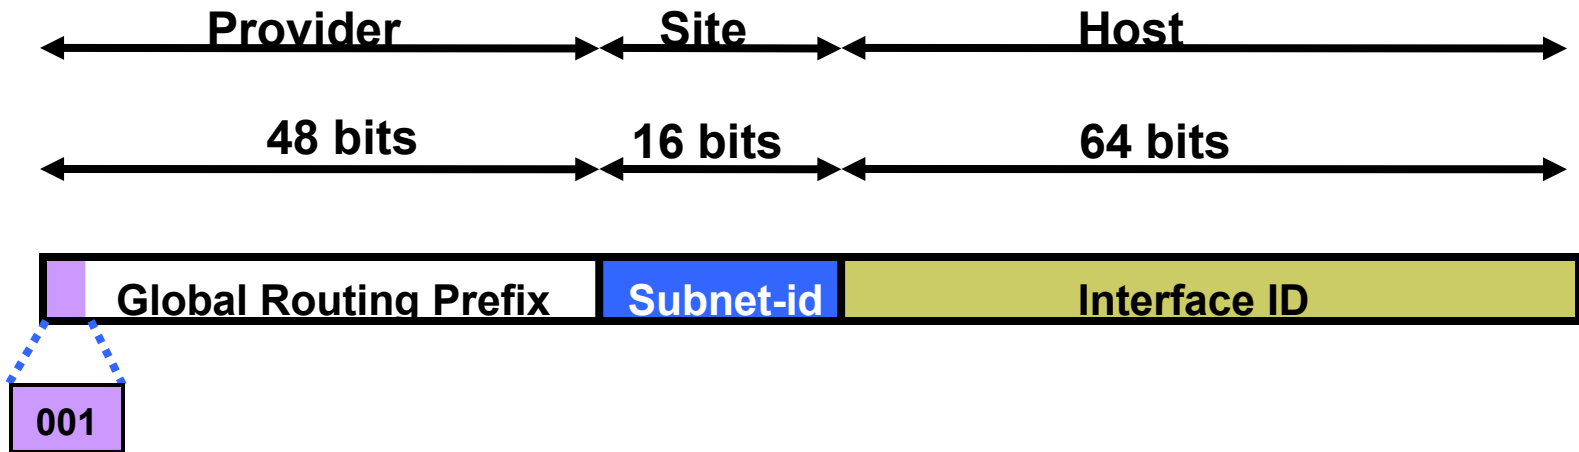 Provider Site Host
48 bits 16 bits 64 bits
Global Routing Prefix Subnet-id Interface ID
001